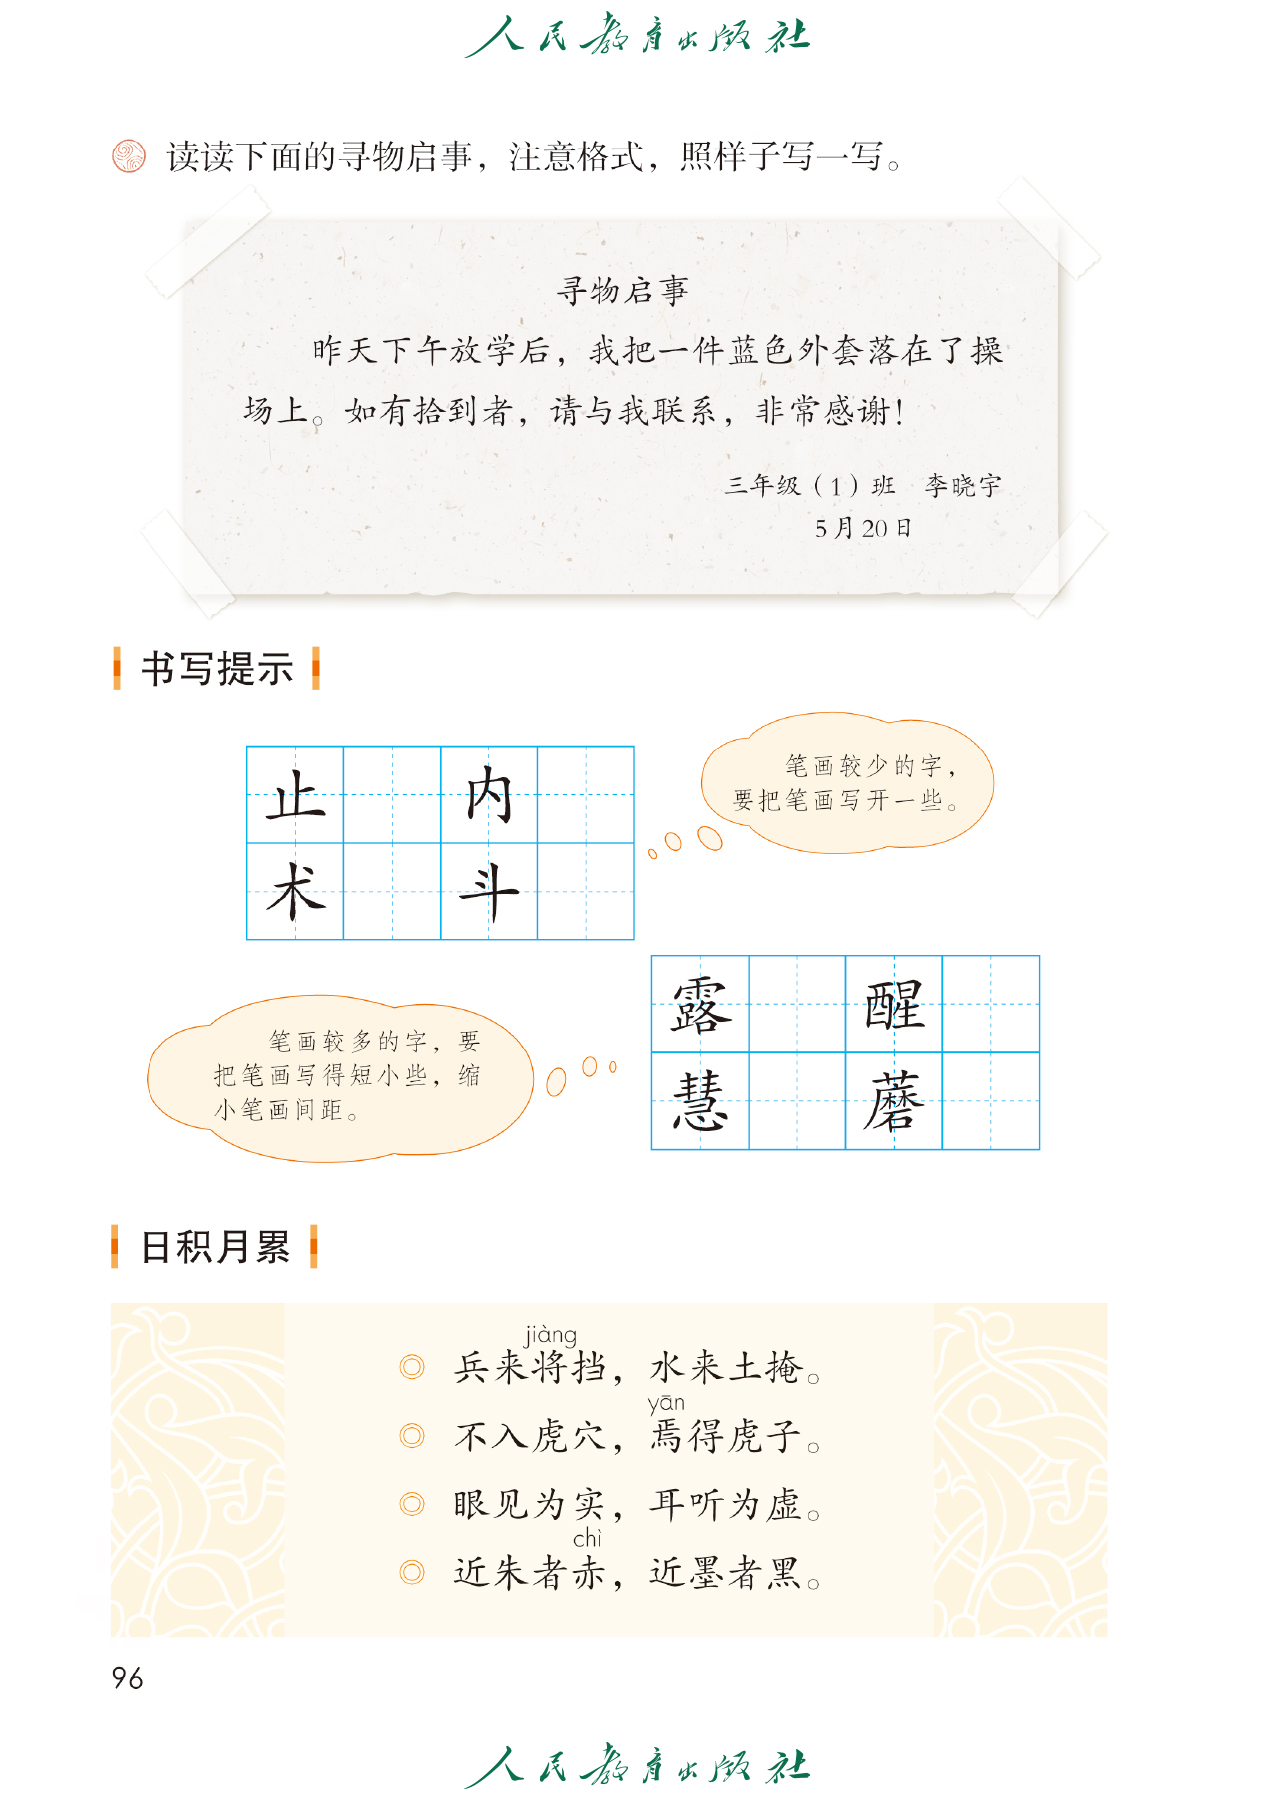 人民教育出版社
读读下面的寻物启事，注意格式，照样子写一写。
寻物启事
昨天下午放学后，我把一件蓝色外套落在了操
场上。如有拾到者，请与我联系，非常感谢！
三年级（1）班　李晓宇
5月20日
书写提示
止 内
术 斗
笔画较少的字，
要把笔画写开一些。
露 醒
慧 蘑
笔画较多的字，要
把笔画写得短小些，缩
小笔画间距。
日积月累
jiàng
◎ 兵来将挡，水来土掩。
yān
◎ 不入虎穴，焉得虎子。
◎ 眼见为实，耳听为虚。
chì
◎ 近朱者赤，近墨者黑。
96
人民教育出版社